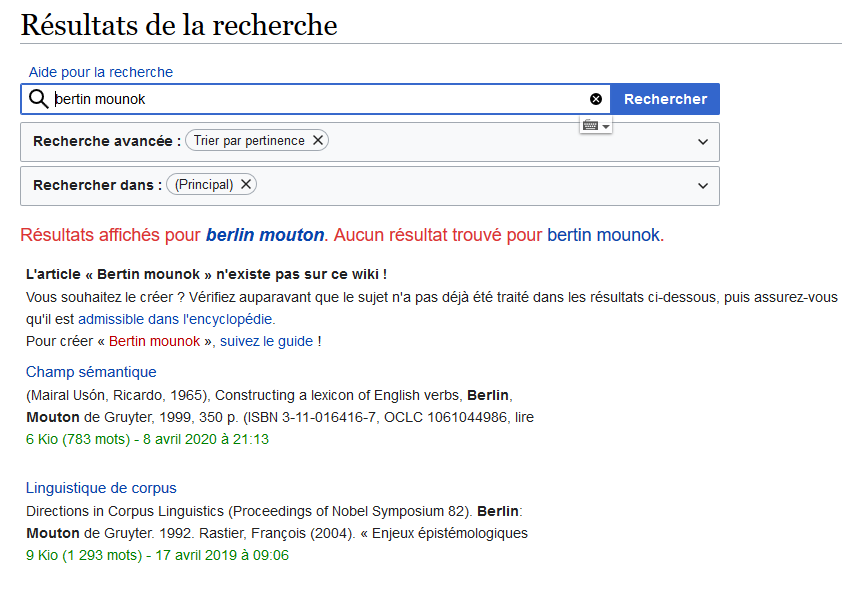 Résultats de la recherche
Aide pour la recherche
bertin mounok
Rechercher
Recherche avancée : Trier par pertinence
Rechercher dans : (Principal)
Résultats affichés pour berlin mouton. Aucun résultat trouvé pour bertin mounok.
L'article « Bertin mounok » n'existe pas sur ce wiki !
Vous souhaitez le créer ? Vérifiez auparavant que le sujet n'a pas déjà été traité dans les résultats ci-dessous, puis assurez-vous
qu'il est admissible dans l'encyclopédie.
Pour créer « Bertin mounok », suivez le guide !
Champ sémantique
(Mairal Usón, Ricardo, 1965), Constructing a lexicon of English verbs, Berlin,
Mouton de Gruyter, 1999, 350 p. (ISBN 3-11-016416-7, OCLC 1061044986, lire
6 Kio (783 mots) - 8 avril 2020 à 21:13
Linguistique de corpus
Directions in Corpus Linguistics (Proceedings of Nobel Symposium 82). Berlin:
Mouton de Gruyter. 1992. Rastier, François (2004). « Enjeux épistémologiques
9 Kio (1 293 mots) - 17 avril 2019 à 09:06